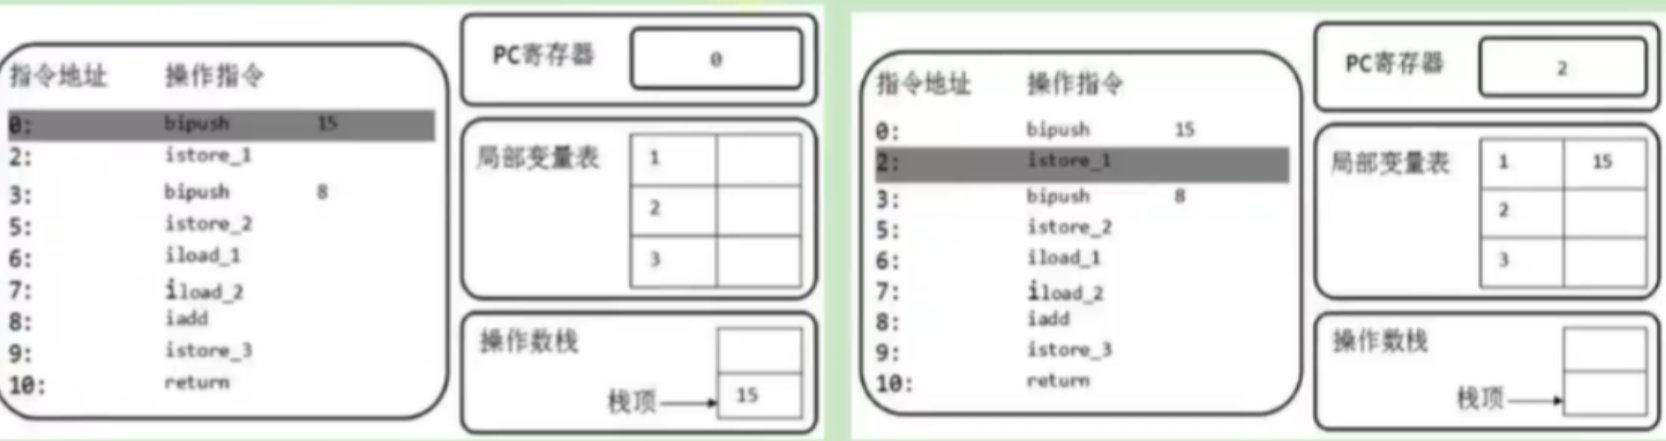 指令地址 操作指令
0: bipush 15
2: istore_1
3: bipush 8
5: istore_2
6: iload_1
7: iload_2
8: iadd
9: istore_3
10: return
PC寄存器 0
局部变量表
1
2
3
操作数栈
栈顶 15
指令地址 操作指令
0: bipush 15
2: istore_1
3: bipush 8
5: istore_2
6: iload_1
7: iload_2
8: iadd
9: istore_3
10: return
PC寄存器 2
局部变量表
1 15
2
3
操作数栈
栈顶